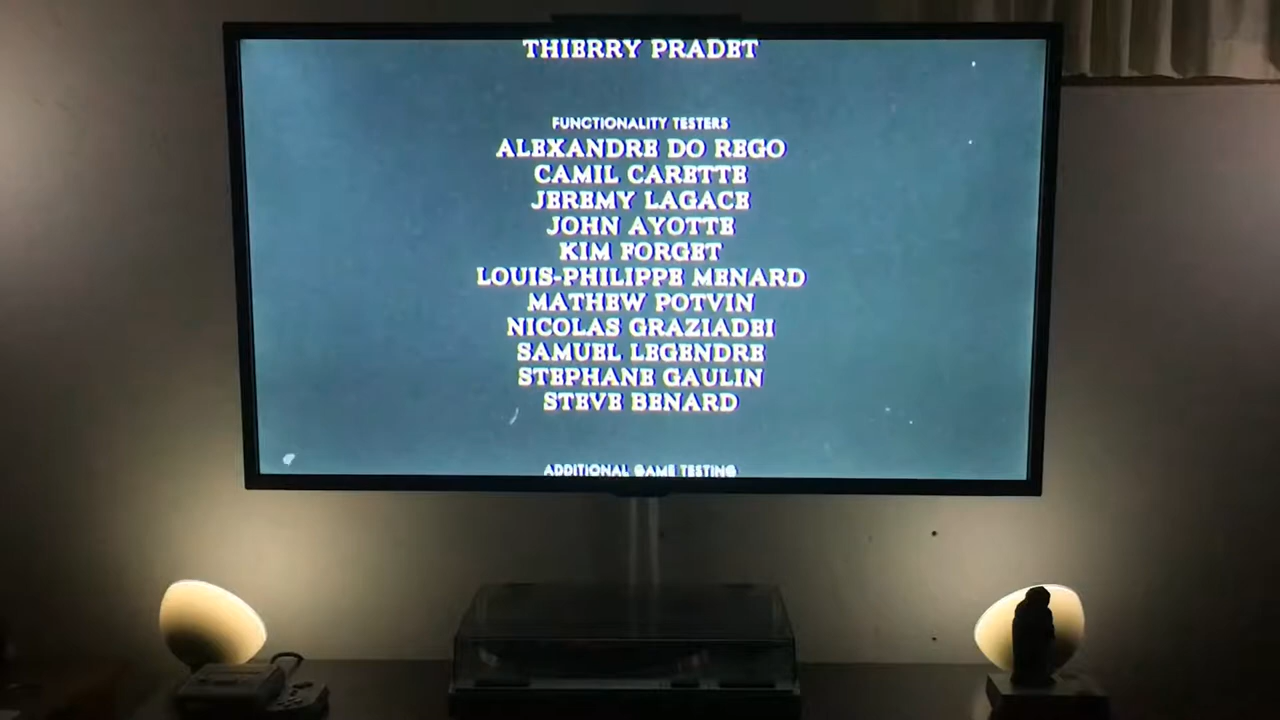 THIERRY PRADET
FUNCTIONALITY TESTERS
ALEXANDRE DO REGO
CAMIL CARETTE
JEREMY LAGACE
JOHN AYOTTE
KIM FORGET
LOUIS-PHILIPPE MENARD
MATHEW POTVIN
NICOLAS GRAZIADEI
SAMUEL LEGENDRE
STEPHANE GAULIN
STEVE BENARD
ADDITIONAL GAME TESTING